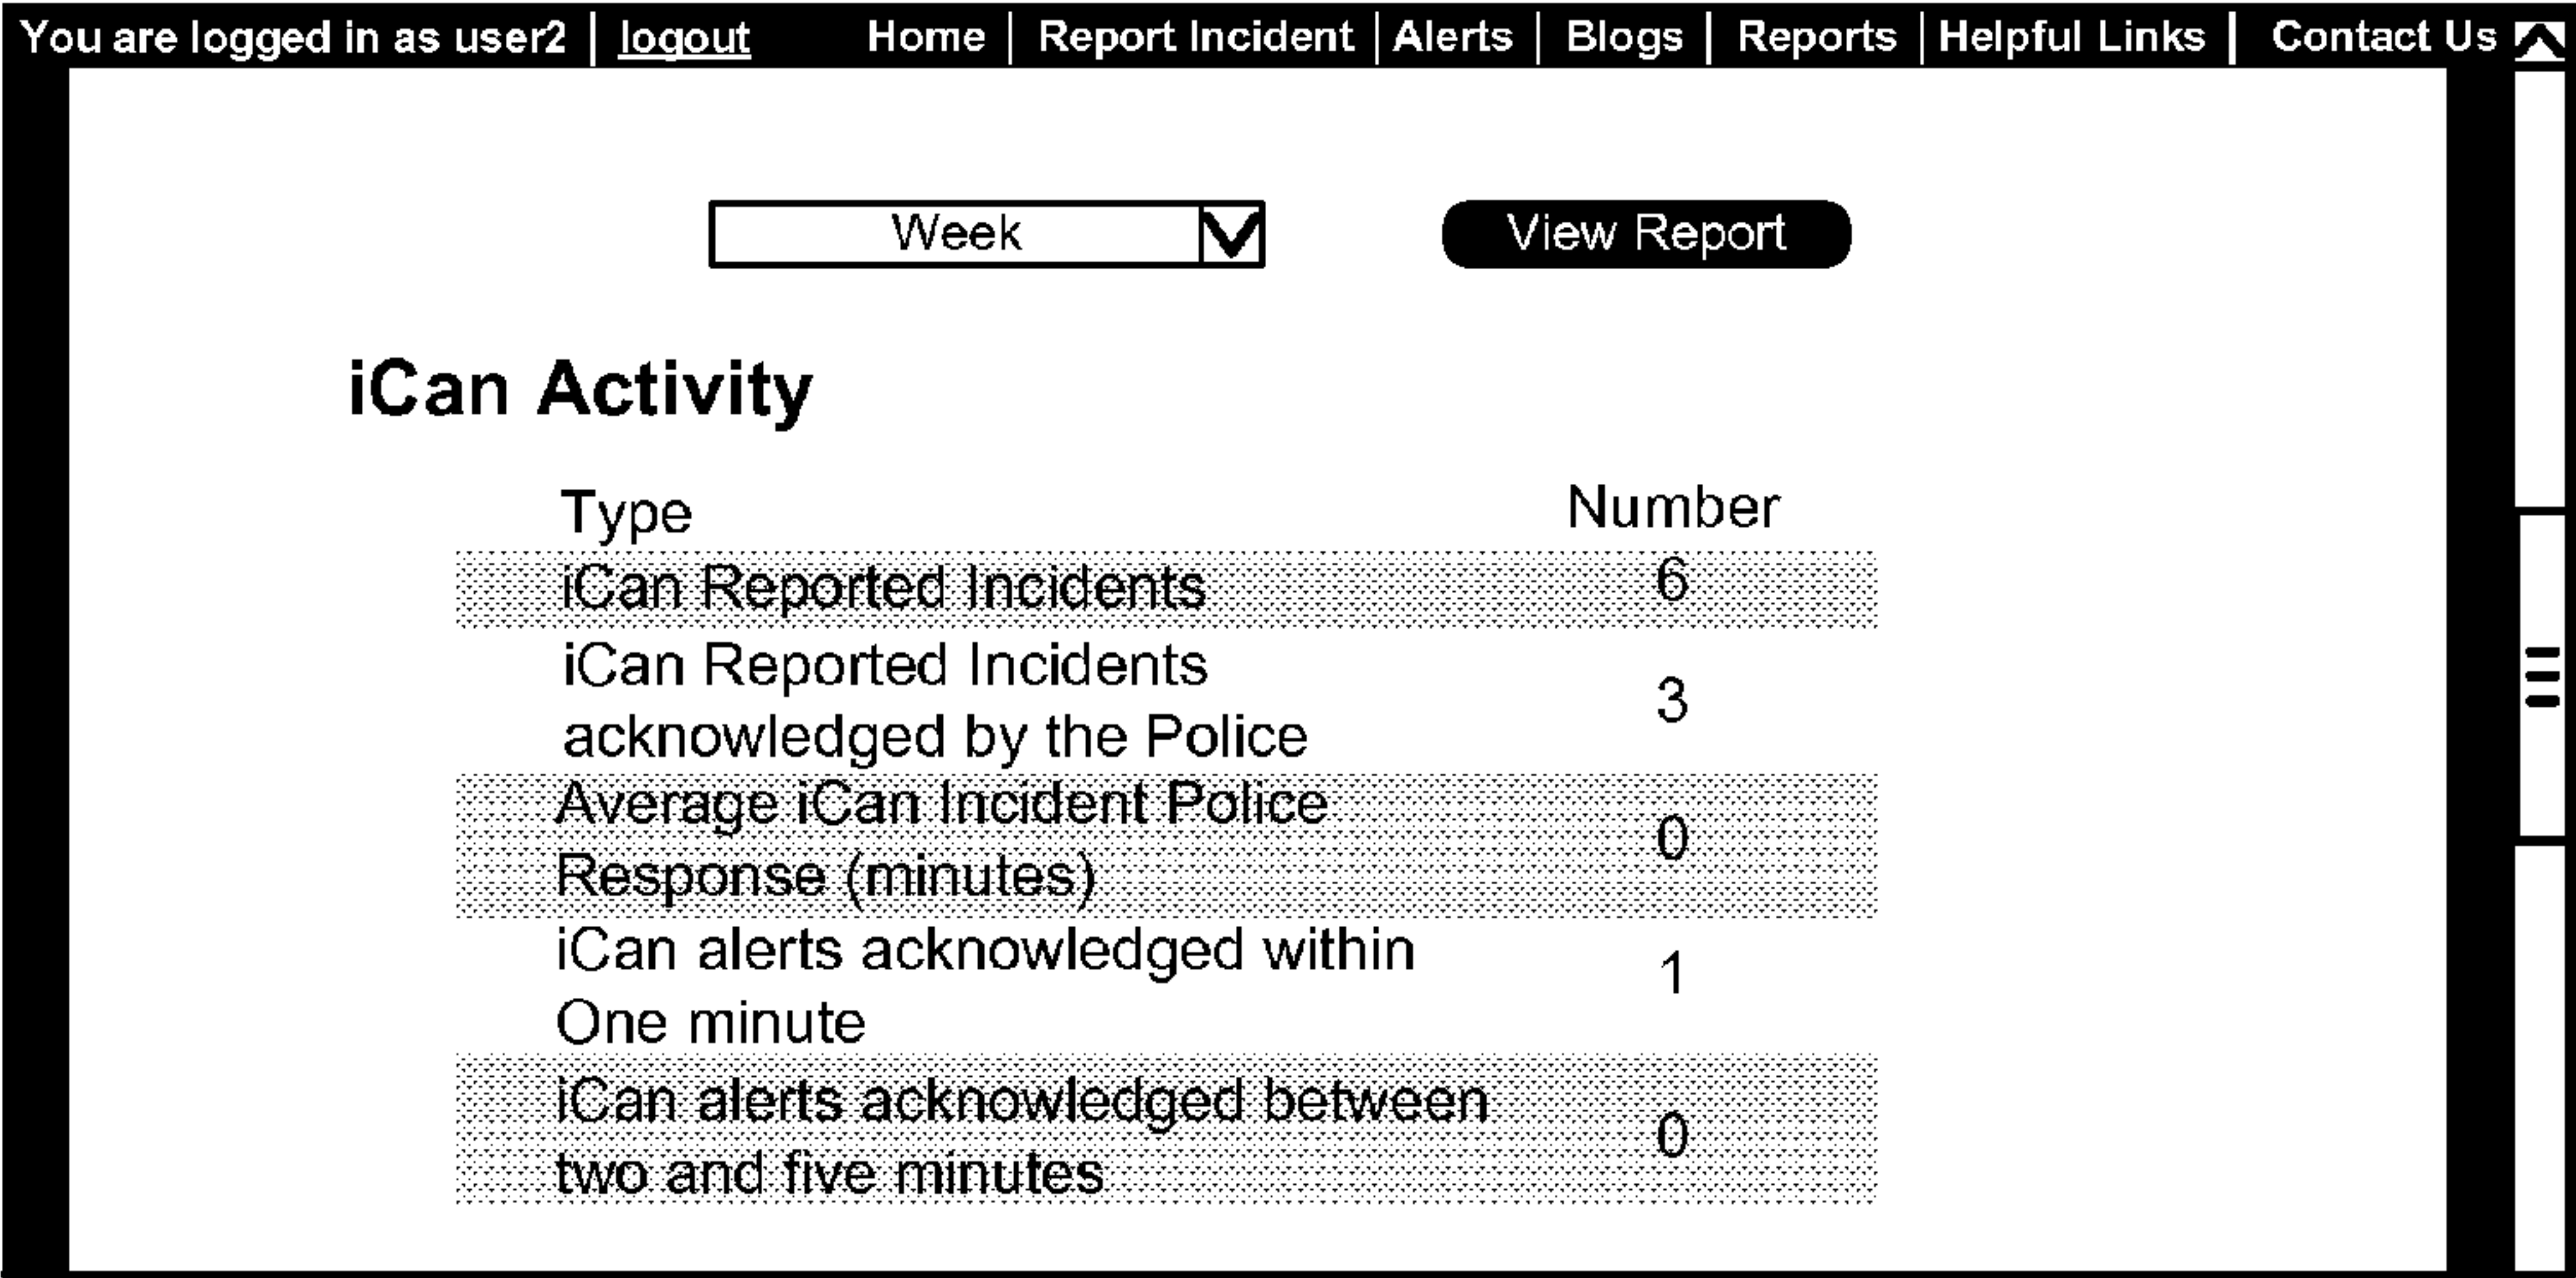 You are logged in as user2 | logout Home | Report Incident | Alerts | Blogs | Reports | Helpful Links | Contact Us
Week View Report
iCan Activity
Type Number
iCan Reported Incidents 6
iCan Reported Incidents
acknowledged by the Police 3
Average iCan Incident Police
Response (minutes) 0
iCan alerts acknowledged within
One minute 1
iCan alerts acknowledged between
two and five minutes 0